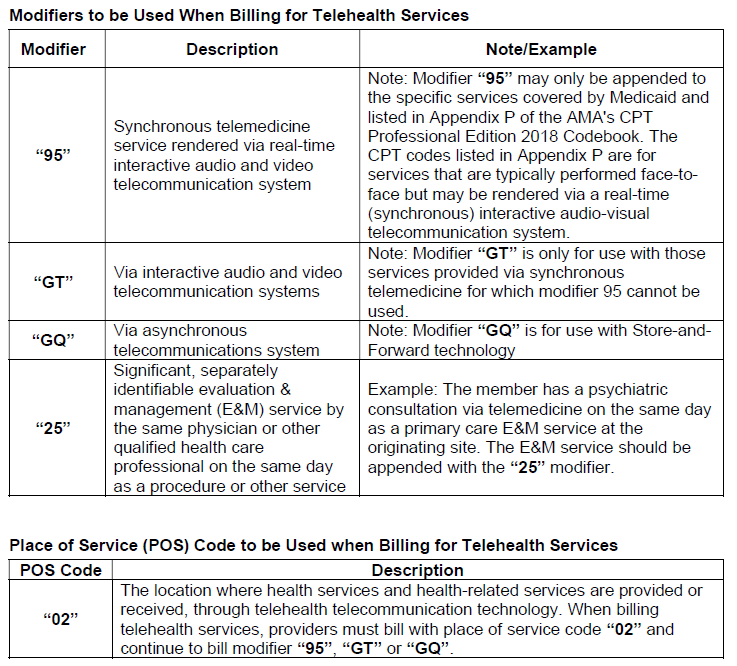 Modifiers to be Used When Billing for Telehealth Services
Modifier
Description
Note/Example
“95”
Synchronous telemedicine
service rendered via real-time
interactive audio and video
telecommunication system
Note: Modifier “95” may only be appended to
the specific services covered by Medicaid and
listed in Appendix P of the AMA's CPT
Professional Edition 2018 Codebook. The
CPT codes listed in Appendix P are for
services that are typically performed face-to-
face but may be rendered via a real-time
(synchronous) interactive audio-visual
telecommunication system.
“GT”
Via interactive audio and video
telecommunication systems
Note: Modifier “GT” is only for use with those
services provided via synchronous
telemedicine for which modifier 95 cannot be
used.
“GQ”
Via asynchronous
telecommunications system
Note: Modifier “GQ” is for use with Store-and-
Forward technology
“25”
Significant, separately
identifiable evaluation &
management (E&M) service by
the same physician or other
qualified health care
professional on the same day
as a procedure or other service
Example: The member has a psychiatric
consultation via telemedicine on the same day
as a primary care E&M service at the
originating site. The E&M service should be
appended with the “25” modifier.
Place of Service (POS) Code to be Used when Billing for Telehealth Services
POS Code
Description
“02”
The location where health services and health-related services are provided or
received, through telehealth telecommunication technology. When billing
telehealth services, providers must bill with place of service code “02” and
continue to bill modifier “95”, “GT” or “GQ”.